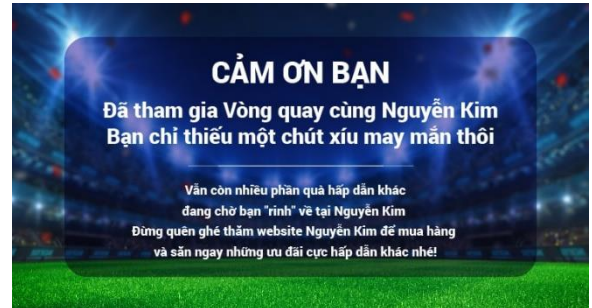 CẢM ƠN BẠN
Đã tham gia Vòng quay cùng Nguyễn Kim
Bạn chỉ thiếu một chút xíu may mắn thôi
Vẫn còn nhiều phần quà hấp dẫn khác
đang chờ bạn "rinh" về tại Nguyễn Kim
Đừng quên ghé thăm website Nguyễn Kim để mua hàng
và săn ngay những ưu đãi cực hấp dẫn khác nhé!